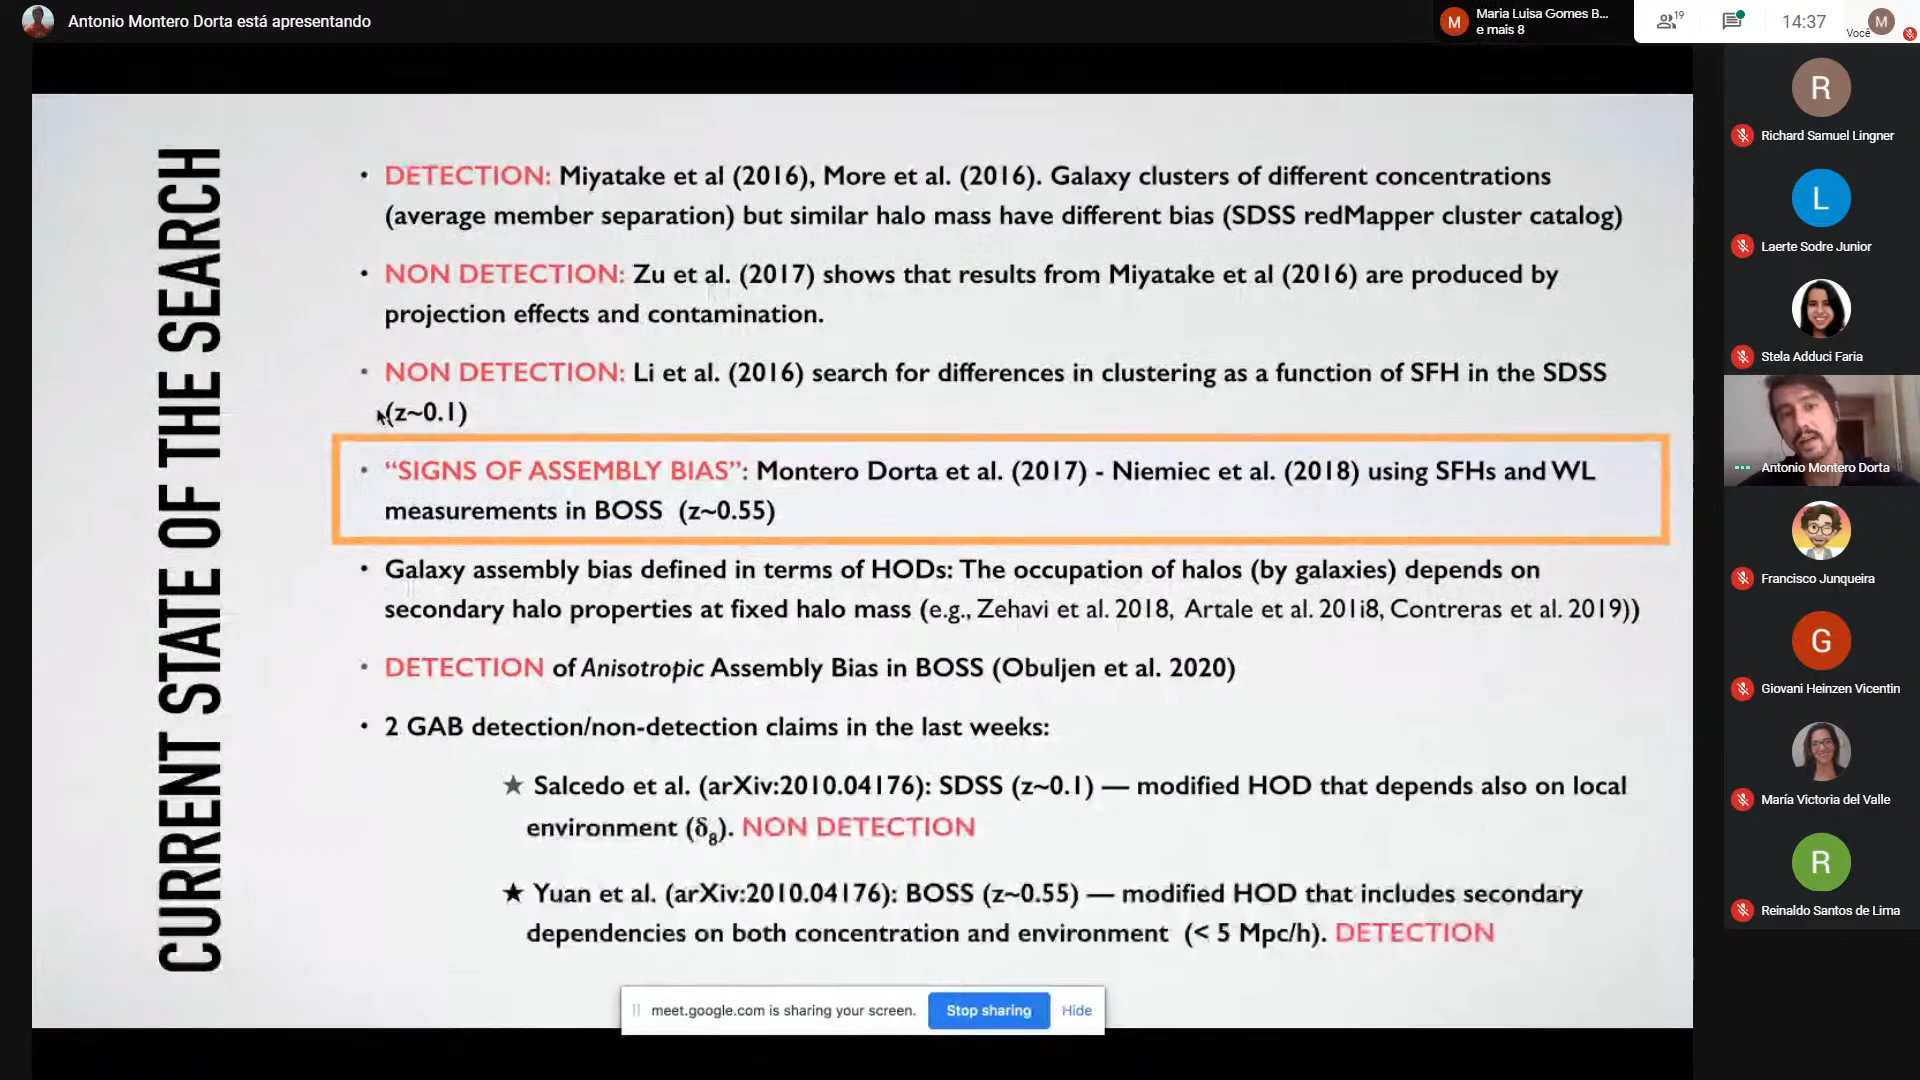 Antonio Montero Dorta está apresentando
M
Maria Luisa Gomes B...
e mais 8
19
14:37
Você
M
CURRENT STATE OF THE SEARCH
• DETECTION: Miyatake et al (2016), More et al. (2016). Galaxy clusters of different concentrations
(average member separation) but similar halo mass have different bias (SDSS redMapper cluster catalog)
• NON DETECTION: Zu et al. (2017) shows that results from Miyatake et al (2016) are produced by
projection effects and contamination.
• NON DETECTION: Li et al. (2016) search for differences in clustering as a function of SFH in the SDSS
(z~0.1)
• “SIGNS OF ASSEMBLY BIAS”: Montero Dorta et al. (2017) - Niemiec et al. (2018) using SFHs and WL
measurements in BOSS (z~0.55)
• Galaxy assembly bias defined in terms of HODs: The occupation of halos (by galaxies) depends on
secondary halo properties at fixed halo mass (e.g., Zehavi et al. 2018, Artale et al. 201i8, Contreras et al. 2019))
• DETECTION of Anisotropic Assembly Bias in BOSS (Obuljen et al. 2020)
• 2 GAB detection/non-detection claims in the last weeks:
★ Salcedo et al. (arXiv:2010.04176): SDSS (z~0.1) — modified HOD that depends also on local
environment (δ8). NON DETECTION
★ Yuan et al. (arXiv:2010.04176): BOSS (z~0.55) — modified HOD that includes secondary
dependencies on both concentration and environment (< 5 Mpc/h). DETECTION
meet.google.com is sharing your screen. Stop sharing Hide
R
Richard Samuel Lingner
L
Laerte Sodre Junior
Stela Adduci Faria
Antonio Montero Dorta
Francisco Junqueira
G
Giovani Heinzen Vicentin
María Victoria del Valle
R
Reinaldo Santos de Lima